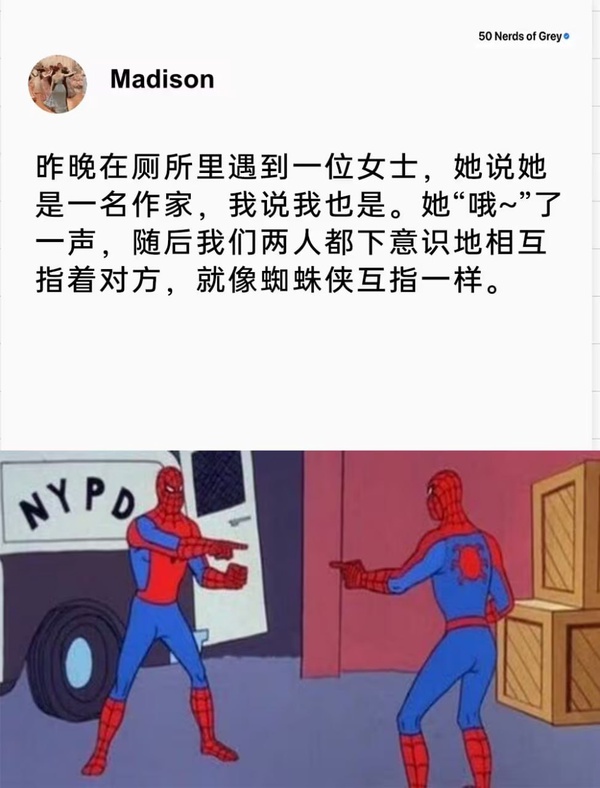 50 Nerds of Grey
Madison
昨晚在厕所里遇到一位女士，她说她
是一名作家，我说我也是。她“哦~”了
一声，随后我们两人都下意识地相互
指着对方，就像蜘蛛侠互指一样。
NYPD